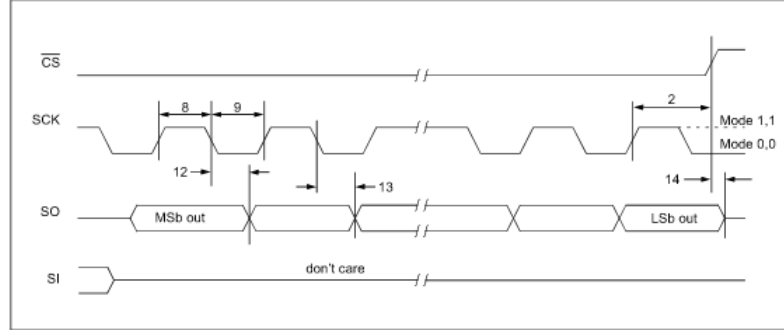 CS
SCK
8
9
2
Mode 1,1
Mode 0,0
12
13
14
SO
MSb out
LSb out
SI
don't care